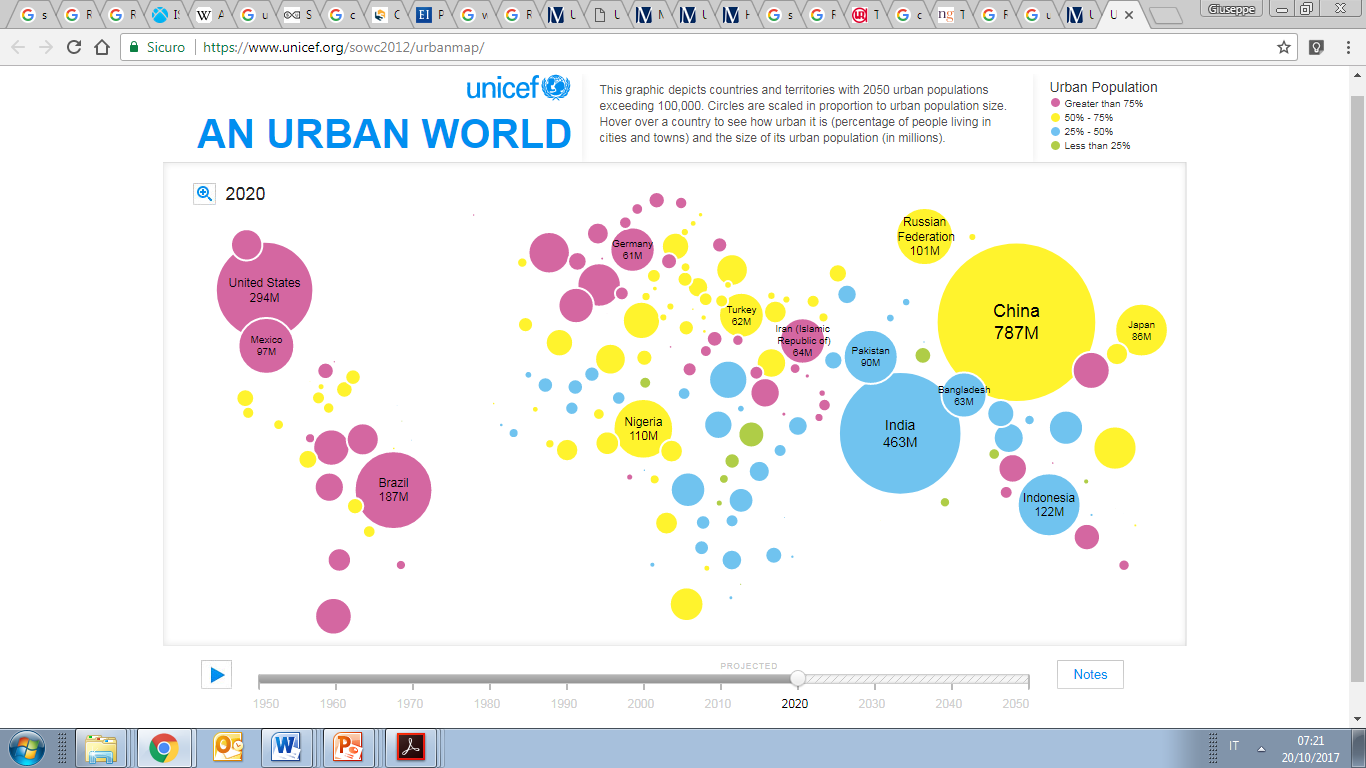 s
R
R
IS
A
u
S
c
C
P
w
R
U
U
M
U
H
s
R
T
c
T
F
u
U
U
Giuseppe
Sicuro
https://www.unicef.org/sowc2012/urbanmap/
unicef
AN URBAN WORLD
This graphic depicts countries and territories with 2050 urban populations
exceeding 100,000. Circles are scaled in proportion to urban population size.
Hover over a country to see how urban it is (percentage of people living in
cities and towns) and the size of its urban population (in millions).
Urban Population
Greater than 75%
50% - 75%
25% - 50%
Less than 25%
2020
Russian
Federation
101M
Germany
61M
United States
294M
China
787M
Turkey
62M
Japan
86M
Iran (Islamic
Republic of)
64M
Mexico
97M
Pakistan
90M
Bangladesh
63M
Nigeria
110M
India
463M
Brazil
187M
Indonesia
122M
PROJECTED
Notes
1950
1960
1970
1980
1990
2000
2010
2020
2030
2040
2050
IT
07:21
20/10/2017